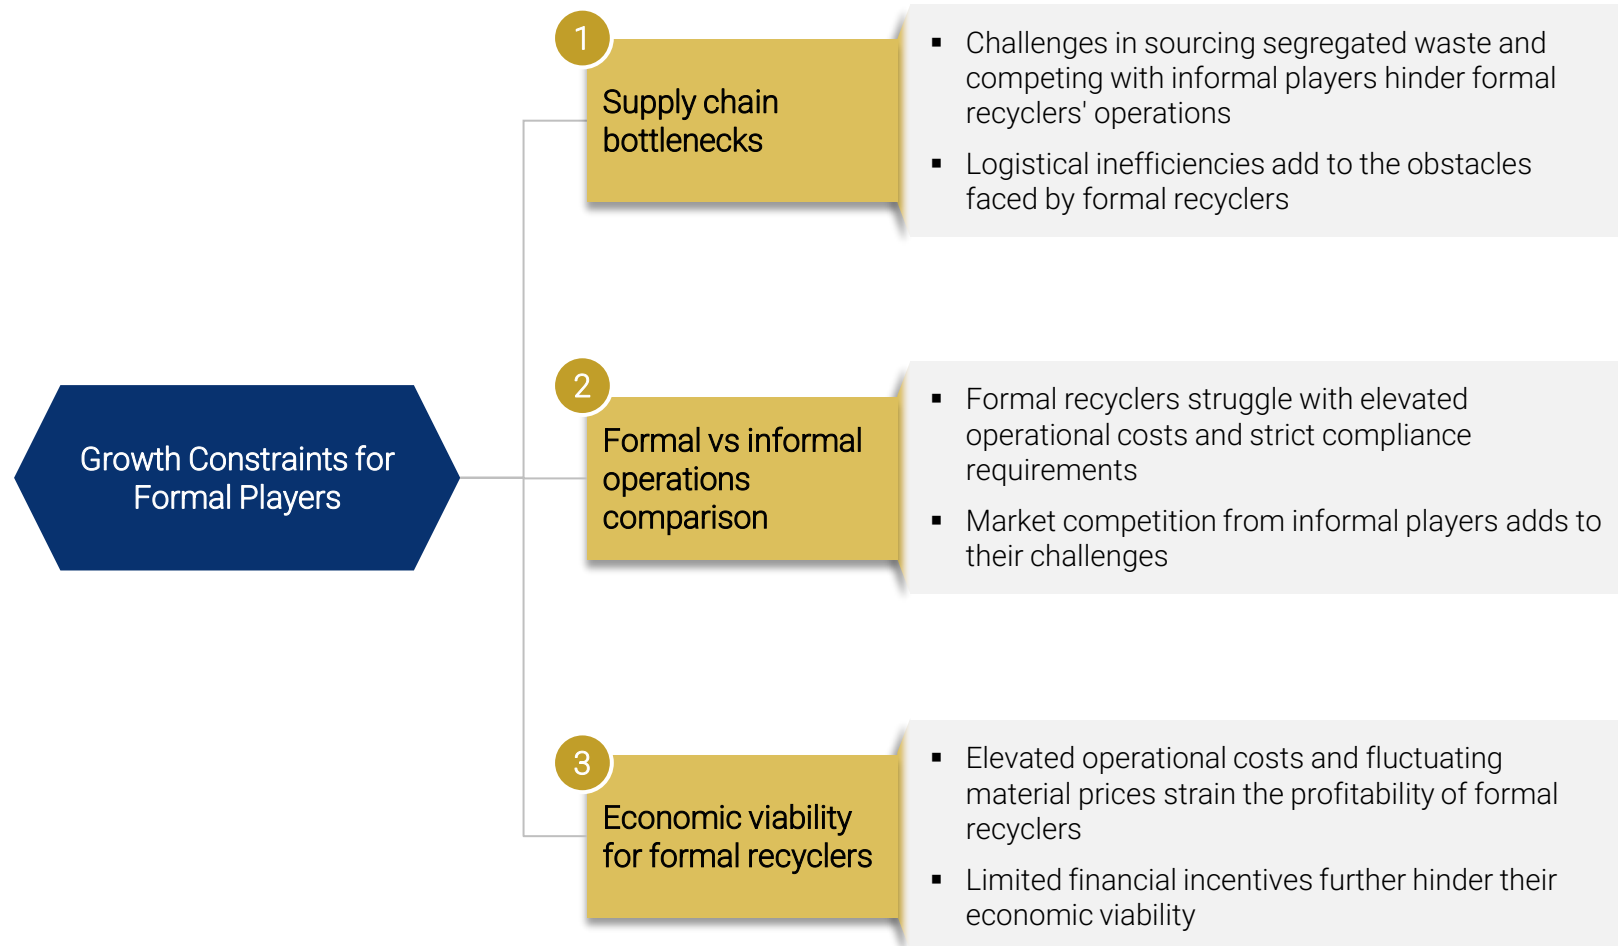 1
Supply chain
bottlenecks
▪ Challenges in sourcing segregated waste and
competing with informal players hinder formal
recyclers' operations
▪ Logistical inefficiencies add to the obstacles
faced by formal recyclers
Growth Constraints for
Formal Players
2
Formal vs informal
operations
comparison
▪ Formal recyclers struggle with elevated
operational costs and strict compliance
requirements
▪ Market competition from informal players adds to
their challenges
3
Economic viability
for formal recyclers
▪ Elevated operational costs and fluctuating
material prices strain the profitability of formal
recyclers
▪ Limited financial incentives further hinder their
economic viability